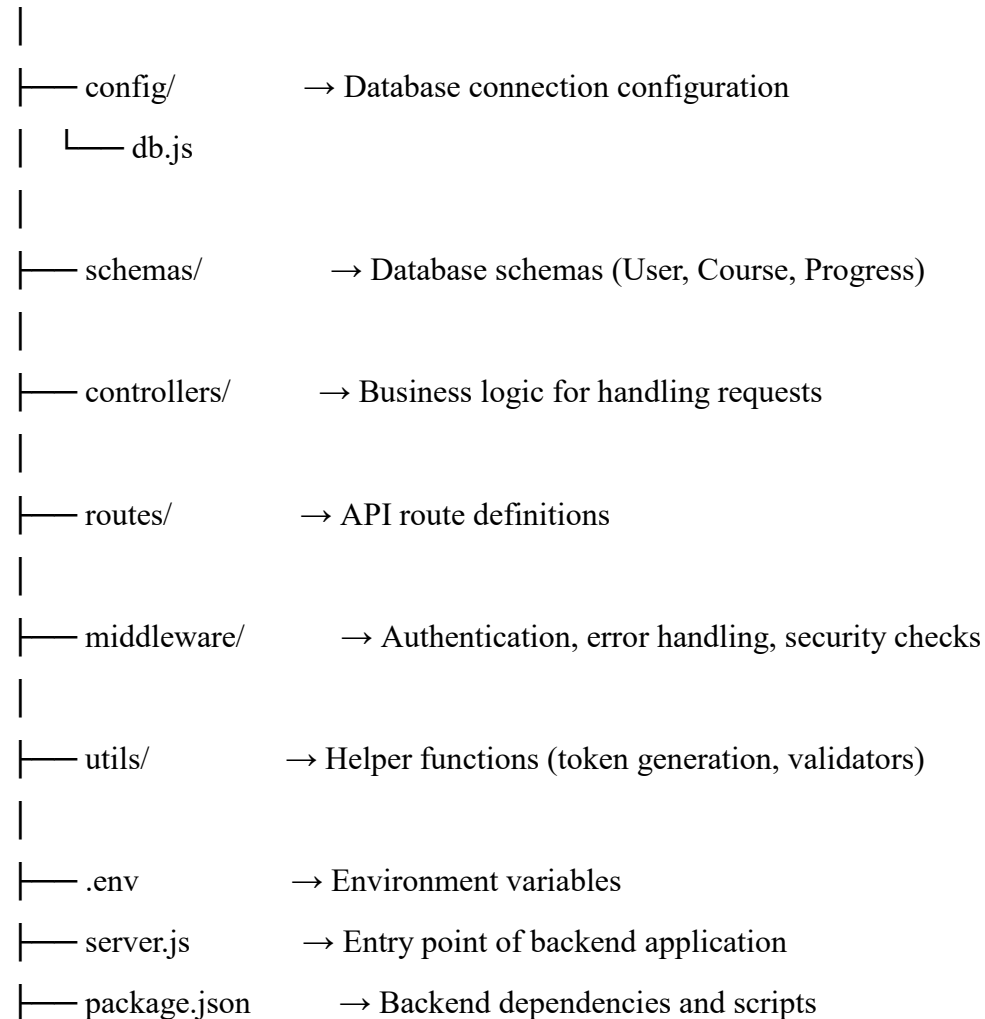 │
├── config/ → Database connection configuration
│ └── db.js
│
├── schemas/ → Database schemas (User, Course, Progress)
│
├── controllers/ → Business logic for handling requests
│
├── routes/ → API route definitions
│
├── middleware/ → Authentication, error handling, security checks
│
├── utils/ → Helper functions (token generation, validators)
│
├── .env → Environment variables
├── server.js → Entry point of backend application
├── package.json → Backend dependencies and scripts